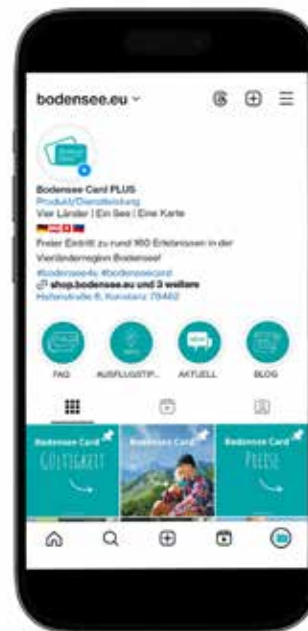 bodensee.eu
Bodensee Card PLUS
Produkt/Dienstleistung
Vier Länder | Ein See | Eine Karte
Freier Eintritt zu rund 160 Erlebnissen in der
Vierländerregion Bodensee!
#bodensee4u #bodenseecard
shop.bodensee.eu und 3 weitere
Hafenstraße 6, Konstanz 78462
FAQ
AUSFLUGSTIP...
AKTUELL
BLOG
Bodensee Card
GÜLTIGKEIT
Bodensee Card
Bodensee Card
PREISE